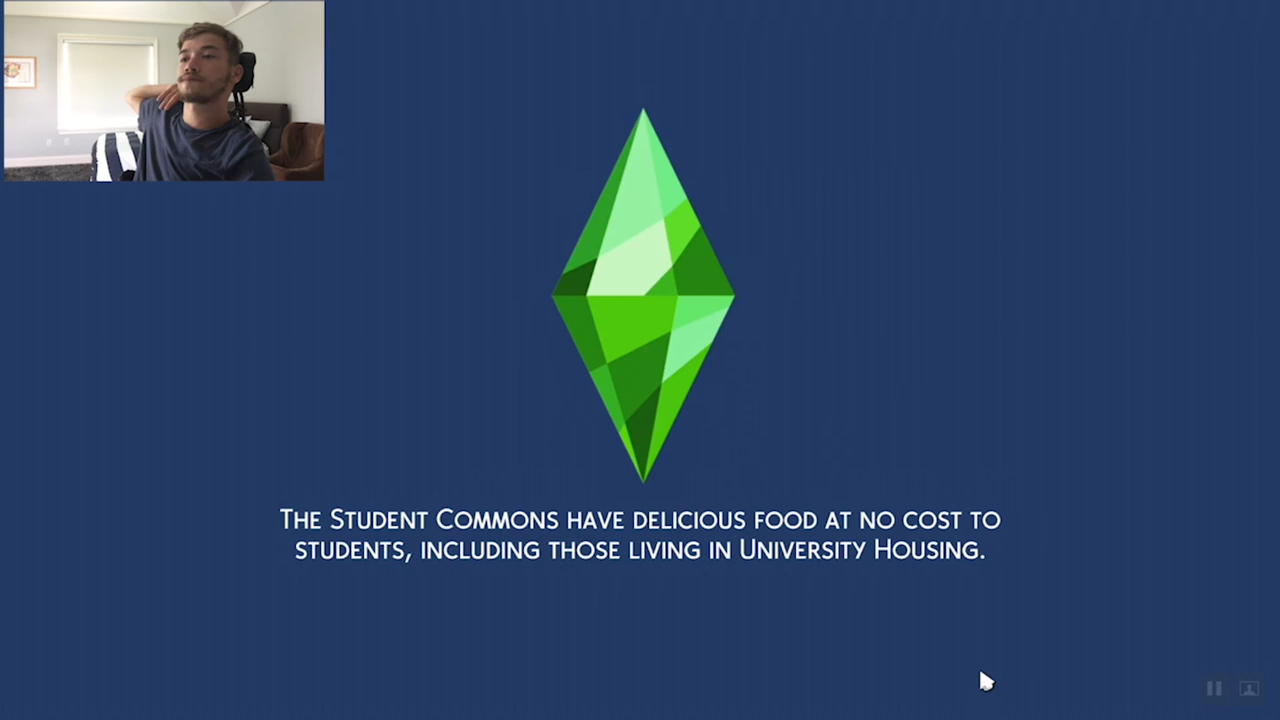 The Student Commons have delicious food at no cost to
students, including those living in University Housing.